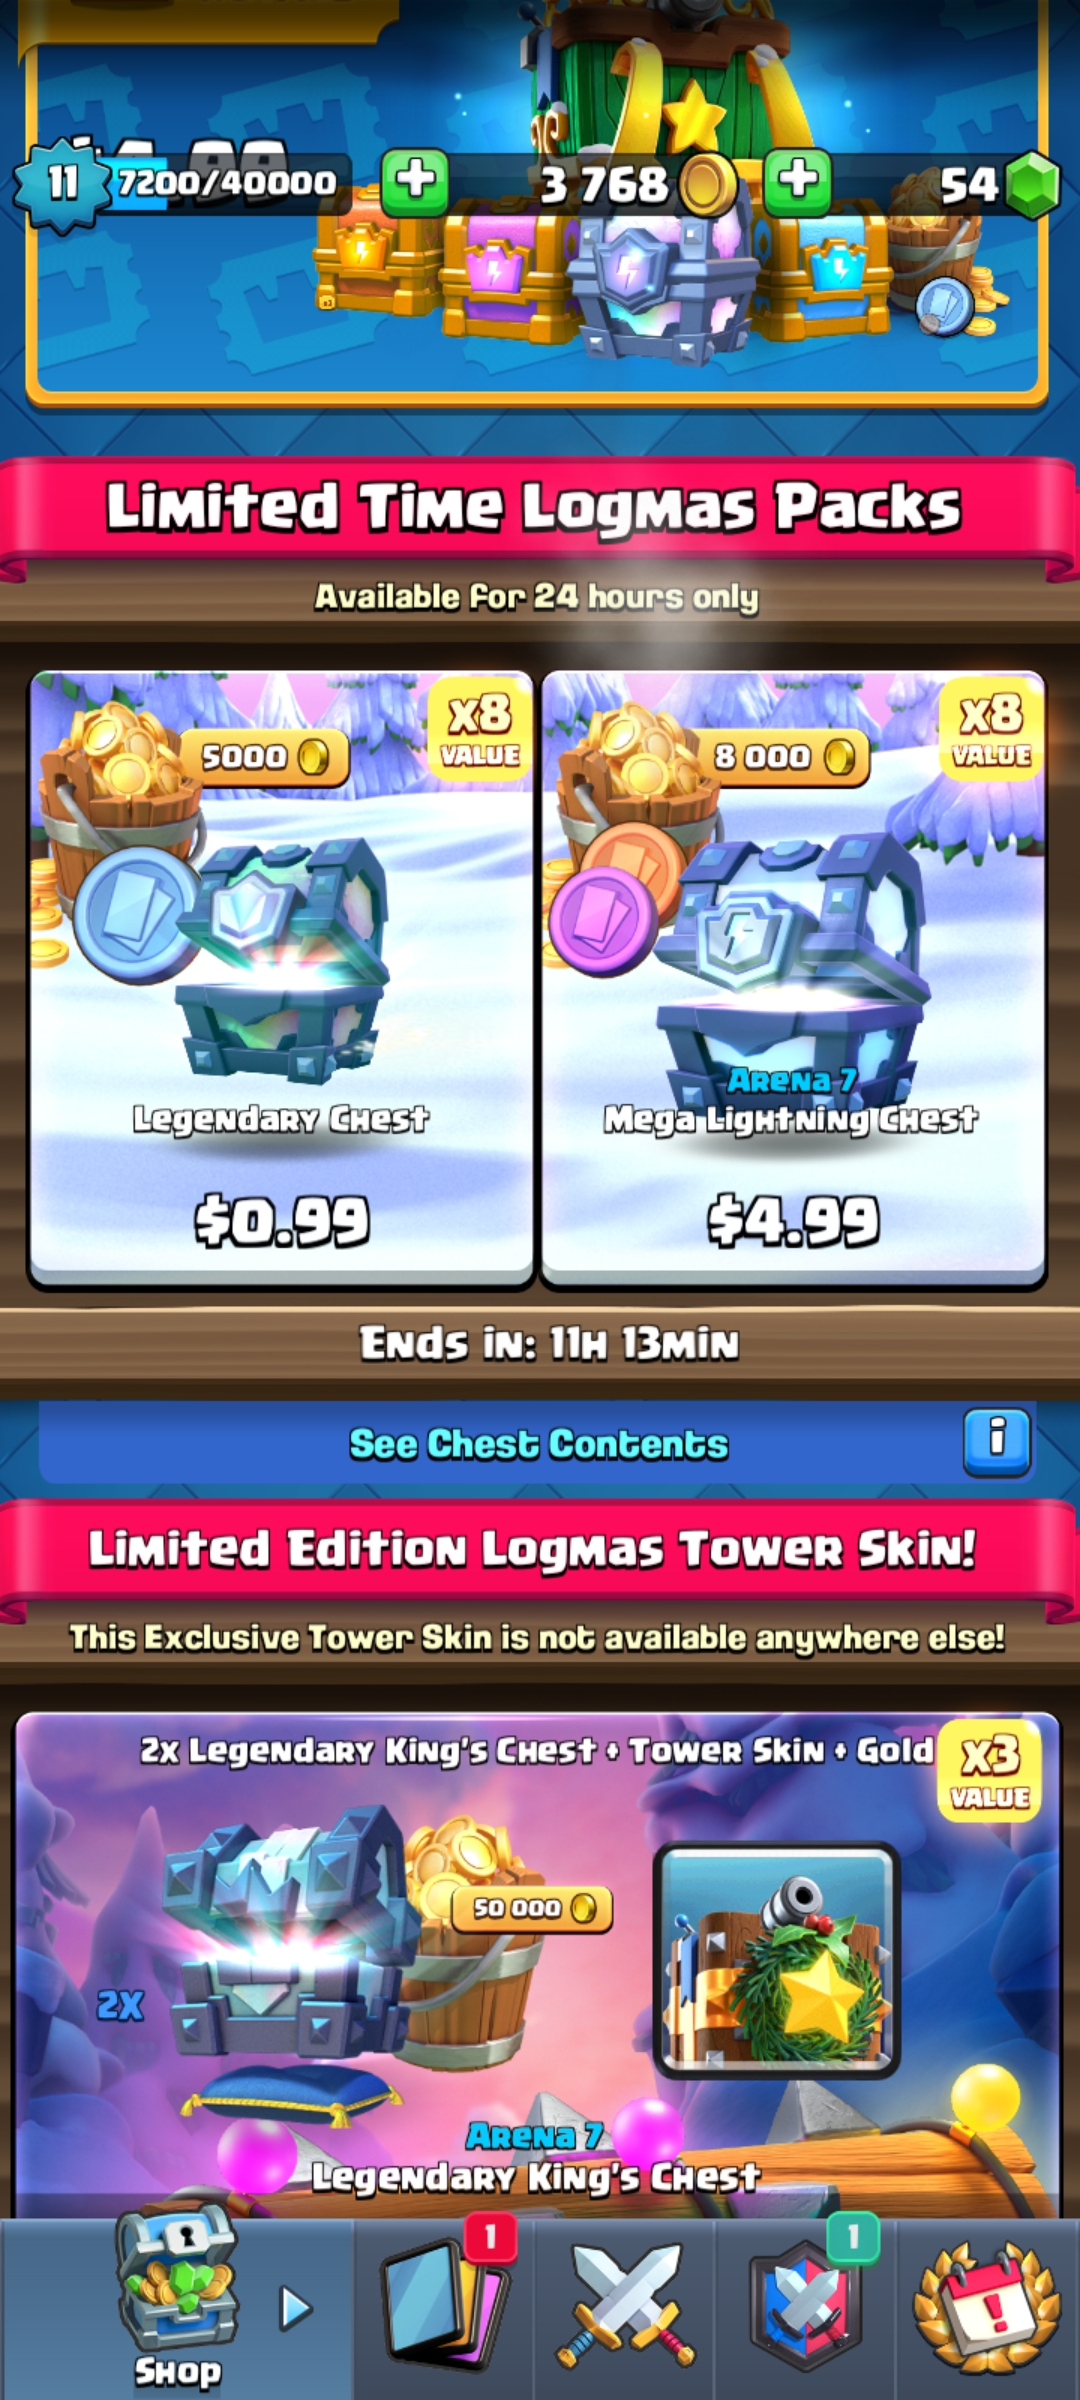 11
7200/40000
3 768
54
Limited Time Logmas Packs
Available for 24 hours only
5000
x8
VALUE
Legendary Chest
$0.99
8 000
x8
VALUE
Arena 7
Mega Lightning Chest
$4.99
Ends in: 11h 13min
See Chest Contents
i
Limited Edition Logmas Tower Skin!
This Exclusive Tower Skin is not available anywhere else!
2x Legendary King's Chest + Tower Skin + Gold
x3
VALUE
50 000
2X
Arena 7
Legendary King's Chest
1
1
Shop